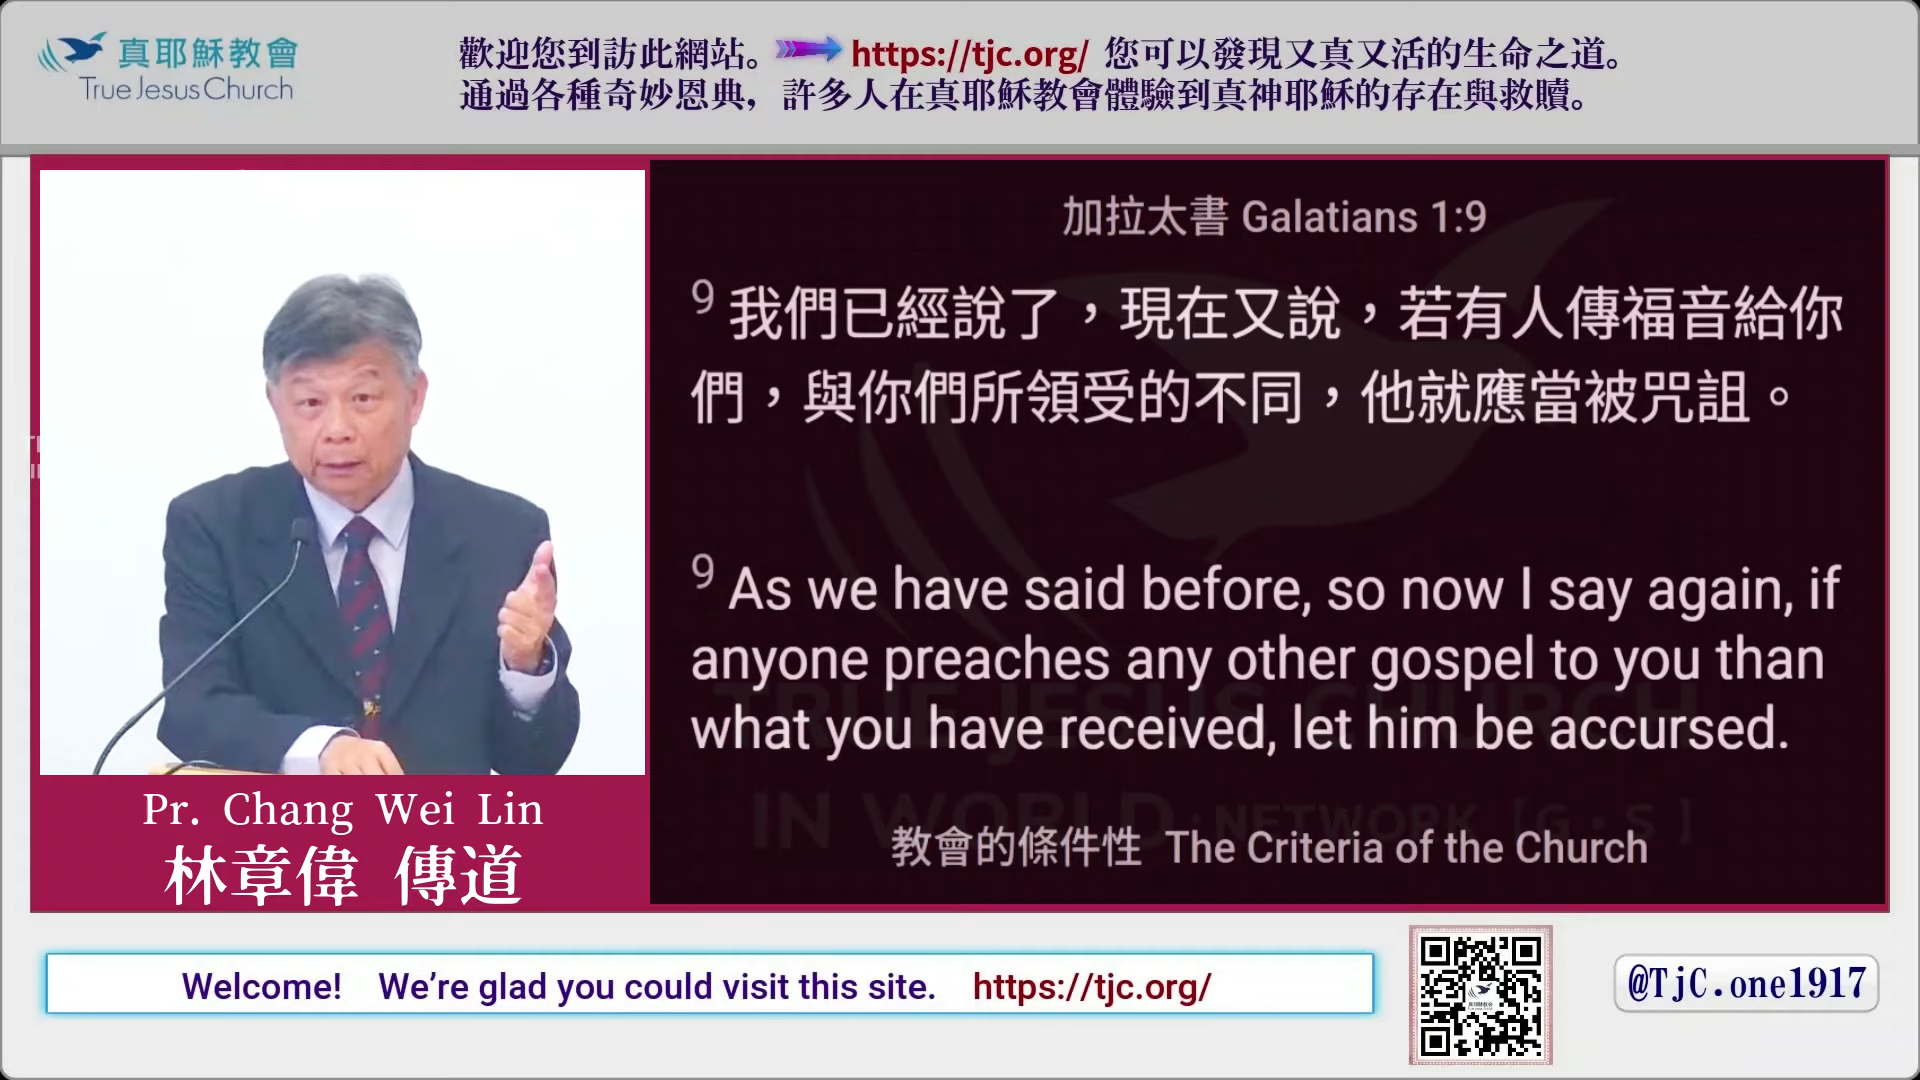 真耶穌教會
True Jesus Church
歡迎您到訪此網站。 https://tjc.org/ 您可以發現又真又活的生命之道。
通過各種奇妙恩典，許多人在真耶穌教會體驗到真神耶穌的存在與救贖。
加拉太書 Galatians 1:9
9 我們已經說了，現在又說，若有人傳福音給你
們，與你們所領受的不同，他就應當被咒詛。
9 As we have said before, so now I say again, if
anyone preaches any other gospel to you than
what you have received, let him be accursed.
TRUE JESUS CHURCH
IN WORLD · NETWORK [G · S]
教會的條件性 The Criteria of the Church
Pr. Chang Wei Lin
林章偉 傳道
Welcome! We’re glad you could visit this site. https://tjc.org/
@TjC.one1917